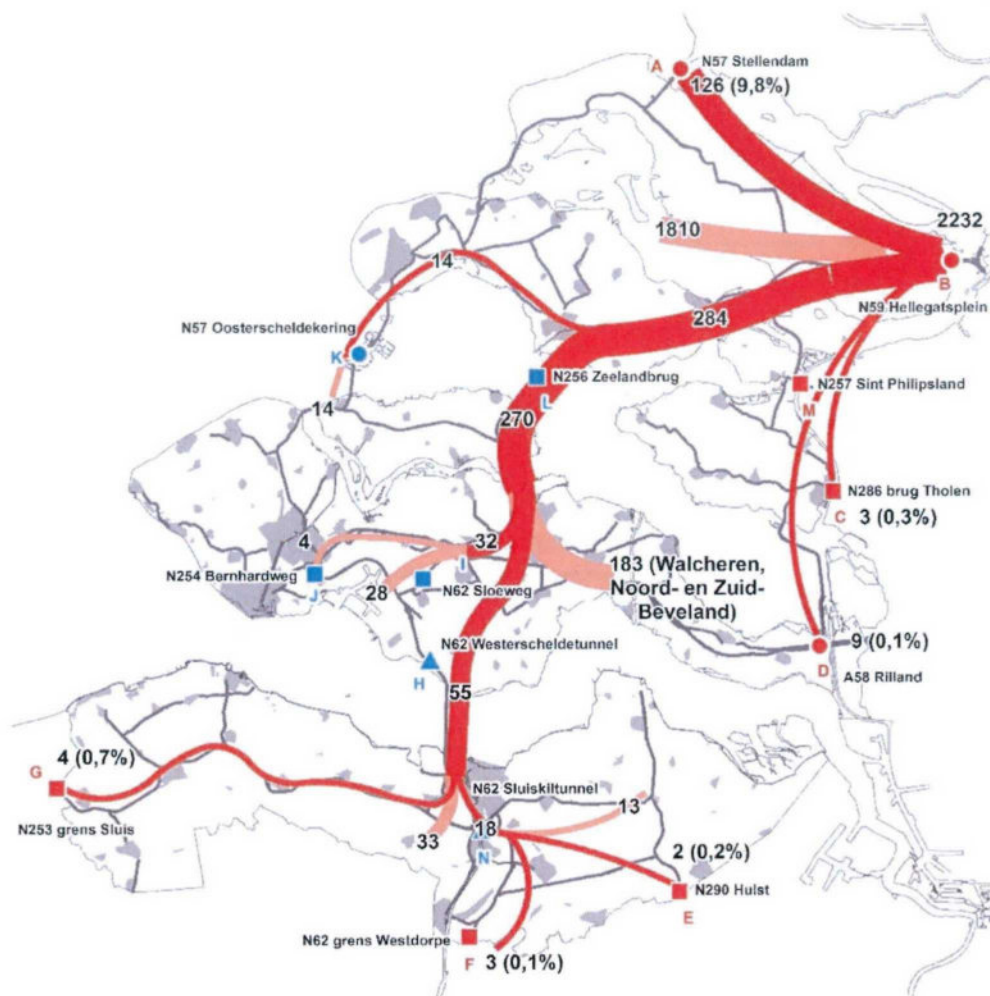 A
N57 Stellendam
126 (9,8%)
2232
1810
B
N59 Hellegatsplein
14
284
N57 Oosterscheldekering
K
N256 Zeelandbrug
L
N257 Sint Philipsland
M
14
270
N286 brug Tholen
C
3 (0,3%)
4
32
I
N254 Bernhardweg
J
28
N62 Sloeweg
183 (Walcheren,
Noord- en Zuid-
Beveland)
N62 Westerscheldetunnel
H
9 (0,1%)
D
A58 Rilland
55
4 (0,7%)
G
N253 grens Sluis
N62 Sluiskiltunnel
33
18
N
13
2 (0,2%)
N290 Hulst
E
N62 grens Westdorpe
F
3 (0,1%)